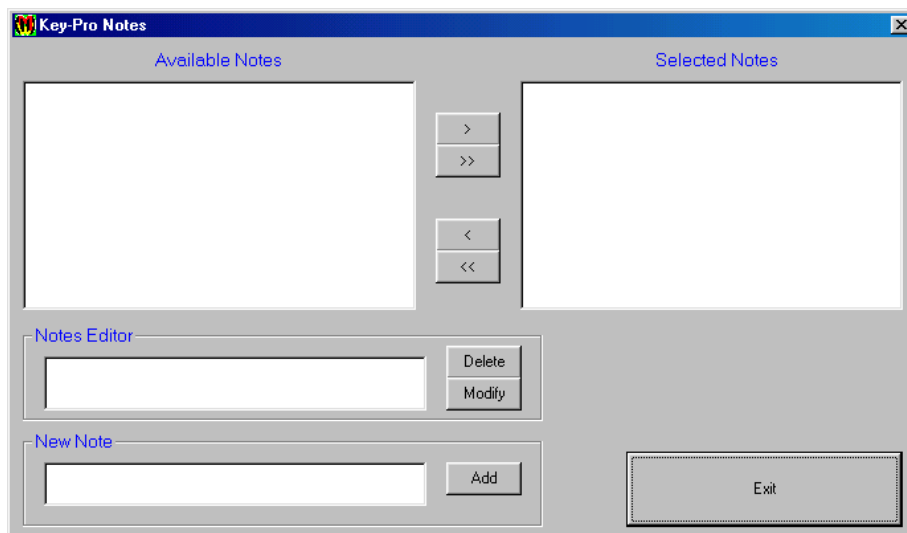 Key-Pro Notes
Available Notes
Selected Notes
>
>>
<
<<
Notes Editor
Delete
Modify
New Note
Add
Exit